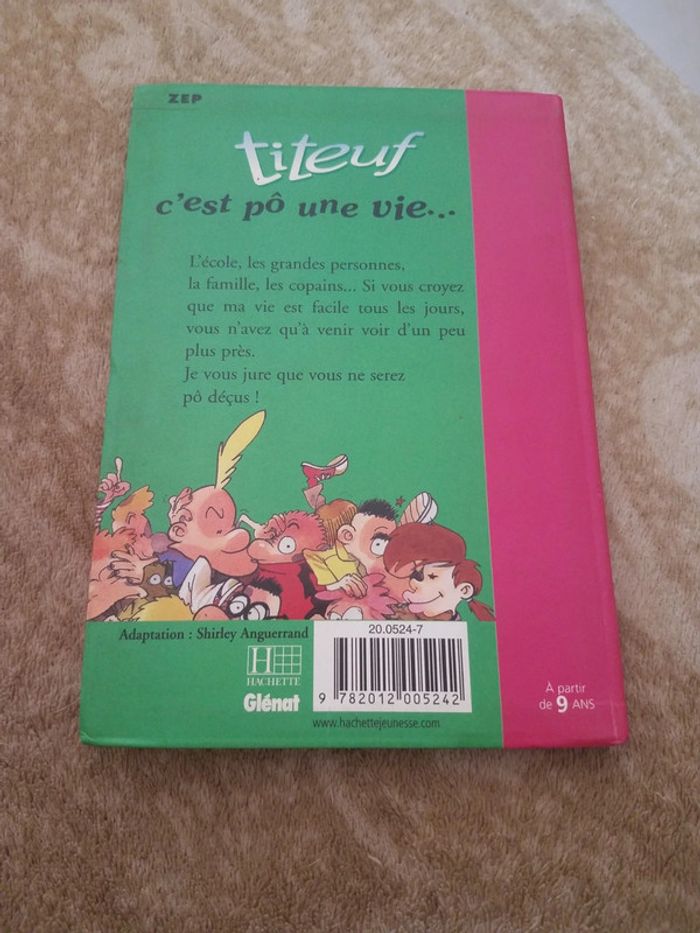 ZEP
titeuf
c'est pô une vie...
L'école, les grandes personnes,
la famille, les copains... Si vous croyez
que ma vie est facile tous les jours,
vous n'avez qu'à venir voir d'un peu
plus près.
Je vous jure que vous ne serez
pô déçus !
Adaptation : Shirley Anguerrand
H
HACHETTE
Glénat
20.0524-7
9 782012 005242
www.hachettejeunesse.com
À partir
de 9 ANS